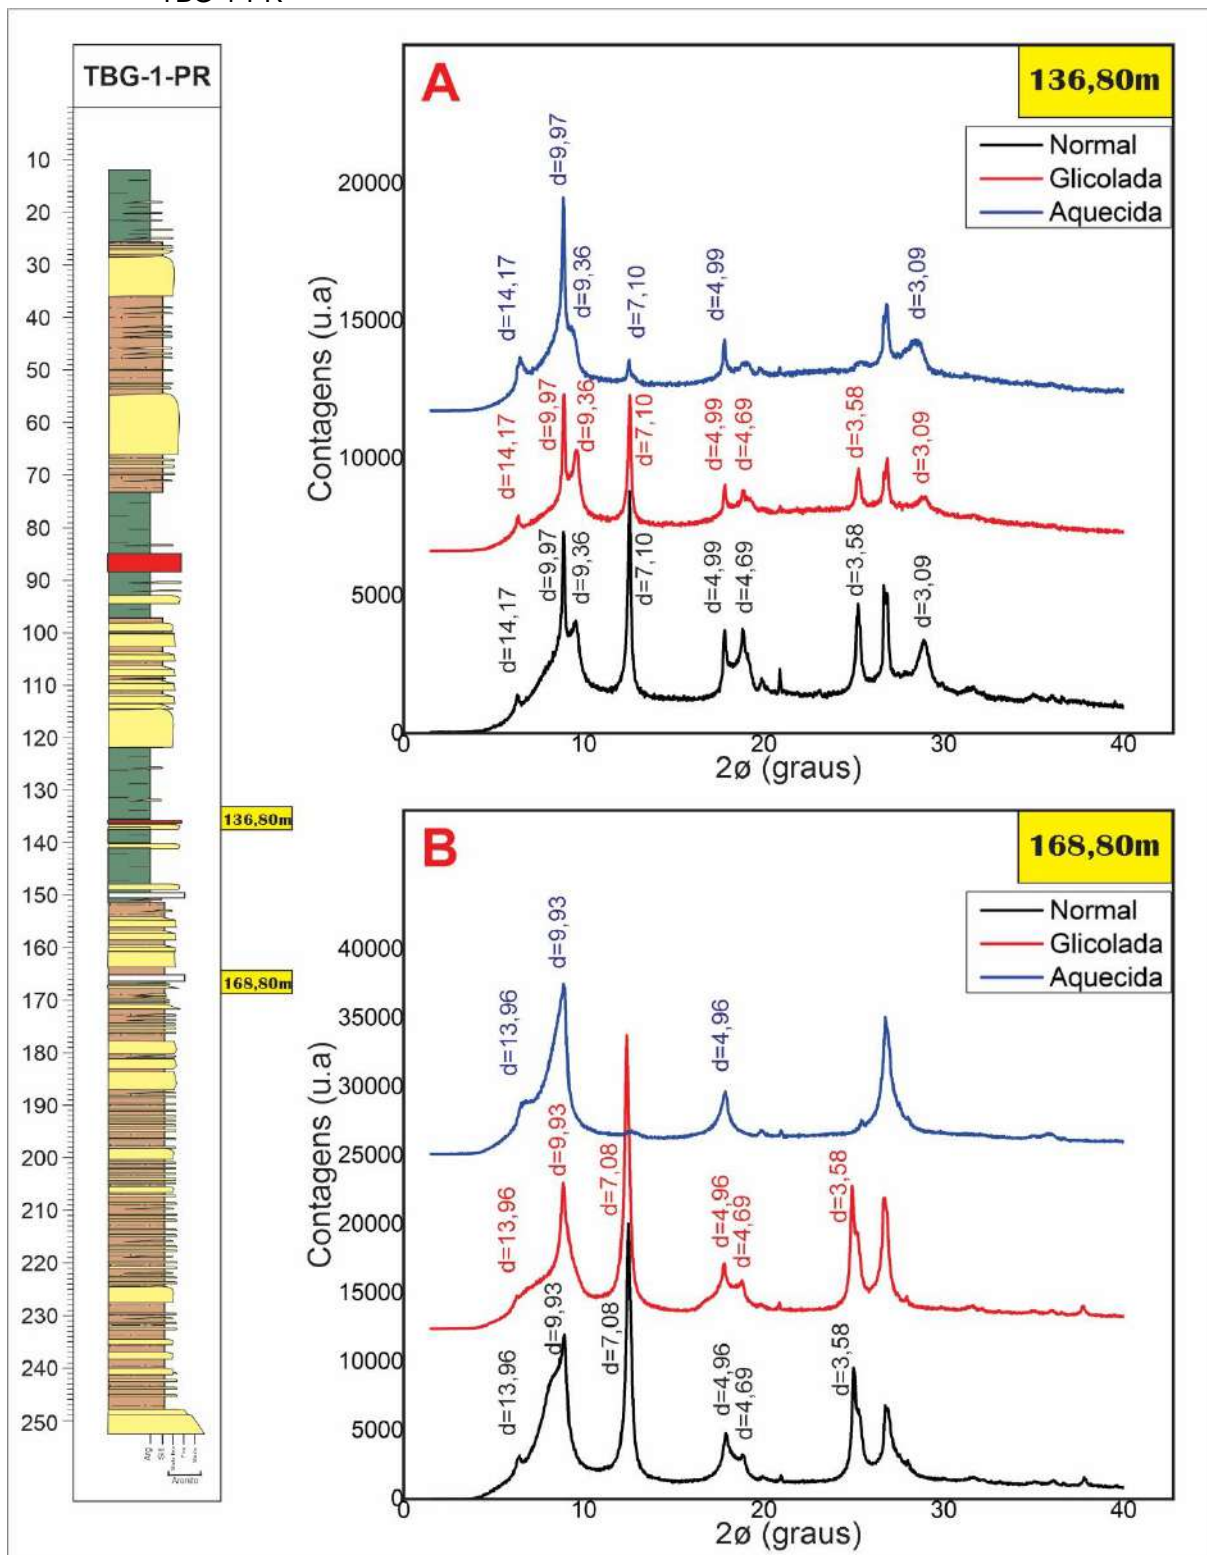 TBG-1-PR
10
20
30
40
50
60
70
80
90
100
110
120
130
140
150
160
170
180
190
200
210
220
230
240
250
136,80m
168,80m
Arg
Silt
Arenito
A
136,80m
Normal
Glicolada
Aquecida
Contagens (u.a)
20000
15000
10000
5000
0
d=14,17
d=9,97
d=9,36
d=7,10
d=4,99
d=3,09
d=14,17
d=9,97
d=9,36
d=7,10
d=4,99
d=4,69
d=3,58
d=3,09
d=14,17
d=9,97
d=9,36
d=7,10
d=4,99
d=4,69
d=3,58
d=3,09
0 10 20 30 40
2ø (graus)
B
168,80m
Normal
Glicolada
Aquecida
Contagens (u.a)
40000
35000
30000
25000
20000
15000
10000
5000
0
d=13,96
d=9,93
d=4,96
d=13,96
d=9,93
d=7,08
d=4,96
d=4,69
d=3,58
d=13,96
d=9,93
d=7,08
d=4,96
d=4,69
d=3,58
0 10 20 30 40
2ø (graus)